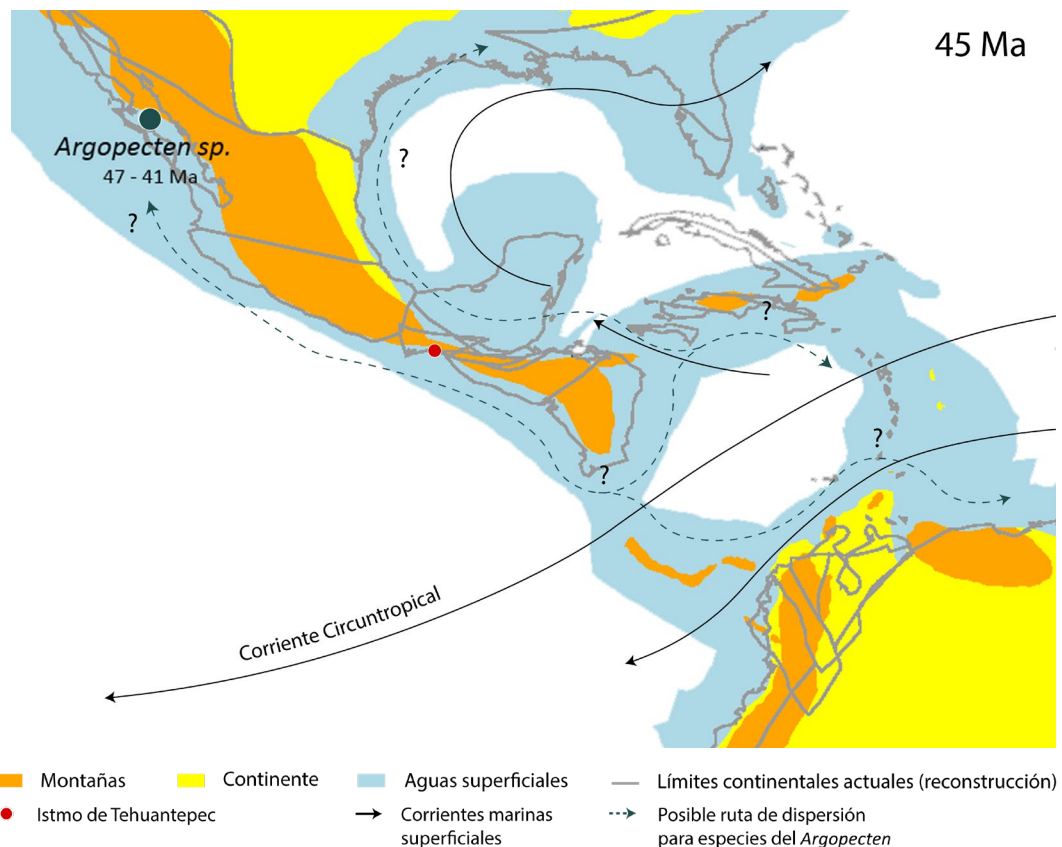 45 Ma
Argopecten sp.
47 - 41 Ma
?
?
?
?
?
Corriente Circuntropical
Montañas
Continente
Aguas superficiales
Límites continentales actuales (reconstrucción)
Istmo de Tehuantepec
Corrientes marinas
superficiales
Posible ruta de dispersión
para especies del Argopecten